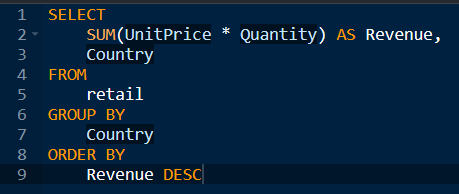 1 SELECT
2 SUM(UnitPrice * Quantity) AS Revenue,
3 Country
4 FROM
5 retail
6 GROUP BY
7 Country
8 ORDER BY
9 Revenue DESC